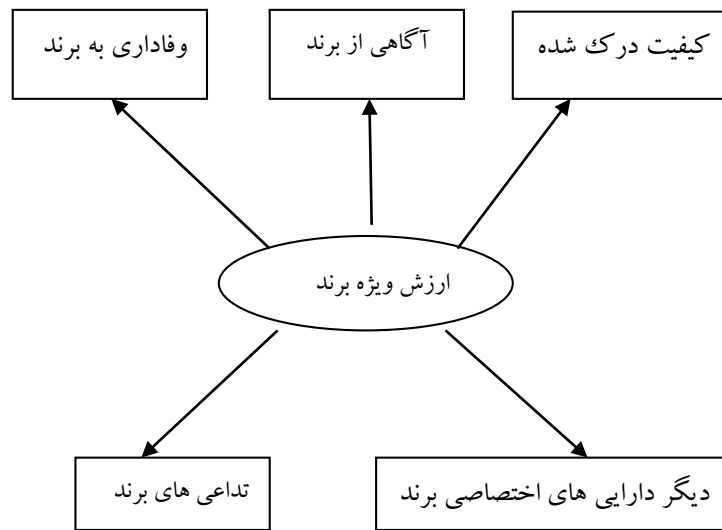 کیفیت درک شده
آگاهی از برند
وفاداری به برند
ارزش ویژه برند
دیگر دارایی های اختصاصی برند
تداعی های برند